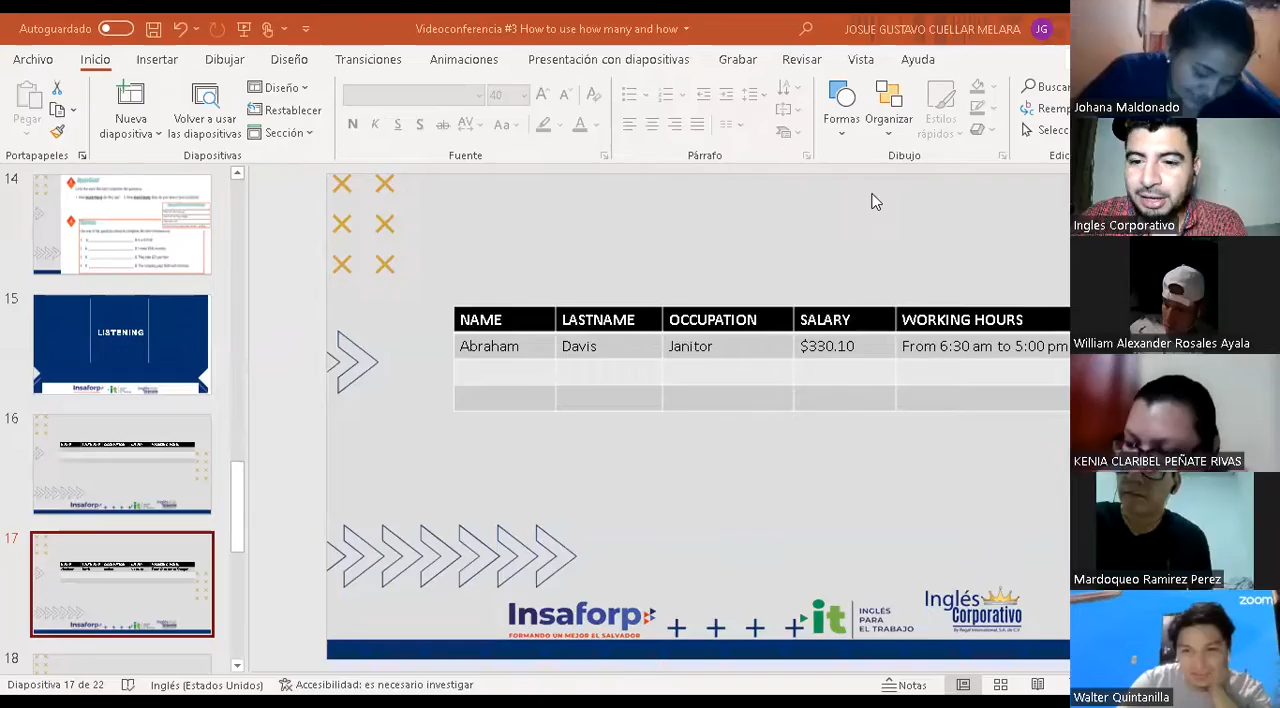 Autoguardado
Videoconferencia #3 How to use how many and how
JOSUE GUSTAVO CUELLAR MELARA
JG
Archivo
Inicio
Insertar
Dibujar
Diseño
Transiciones
Animaciones
Presentación con diapositivas
Grabar
Revisar
Vista
Ayuda
Pegar
Nueva
diapositiva
Volver a usar
las diapositivas
Diseño
Restablecer
Sección
40
Formas
Organizar
Estilos
rápidos
Buscar
Reemp
Selecc
Portapapeles
Diapositivas
Fuente
Párrafo
Dibujo
Edic
14
15
LISTENING
16
17
18
NAME LASTNAME OCCUPATION SALARY WORKING HOURS
Abraham Davis Janitor $330.10 From 6:30 am to 5:00 pm
Insaforp
FORMANDO UN MEJOR EL SALVADOR
it
INGLÉS
PARA
EL TRABAJO
Inglés
Corporativo
Diapositiva 17 de 22
Inglés (Estados Unidos)
Accesibilidad: es necesario investigar
Notas
Johana Maldonado
Ingles Corporativo
William Alexander Rosales Ayala
KENIA CLARIBEL PEÑATE RIVAS
Mardoqueo Ramirez Perez
zoom
Walter Quintanilla